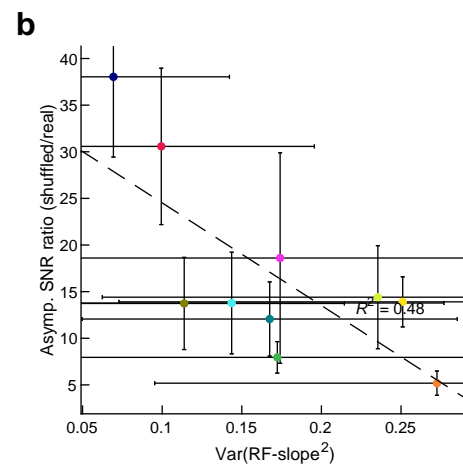 b
Asymp. SNR ratio (shuffled/real)
40
35
30
25
20
15
10
5
R² = 0.48
0.05 0.1 0.15 0.2 0.25
Var(RF-slope²)